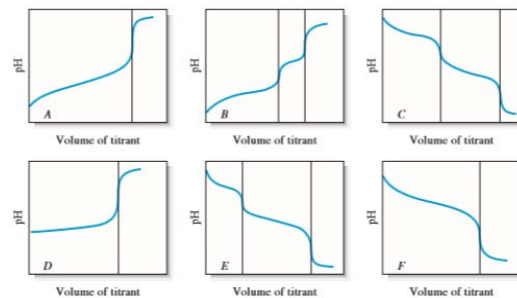 pH
A
Volume of titrant
pH
B
Volume of titrant
pH
C
Volume of titrant
pH
D
Volume of titrant
pH
E
Volume of titrant
pH
F
Volume of titrant